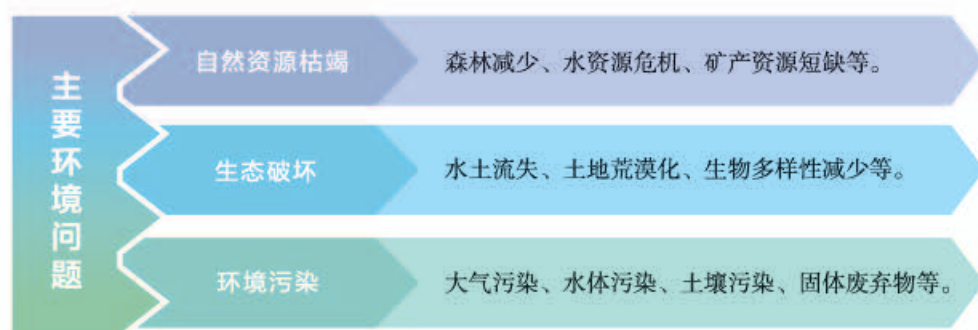 主要环境问题
自然资源枯竭
森林减少、水资源危机、矿产资源短缺等。
生态破坏
水土流失、土地荒漠化、生物多样性减少等。
环境污染
大气污染、水体污染、土壤污染、固体废弃物等。